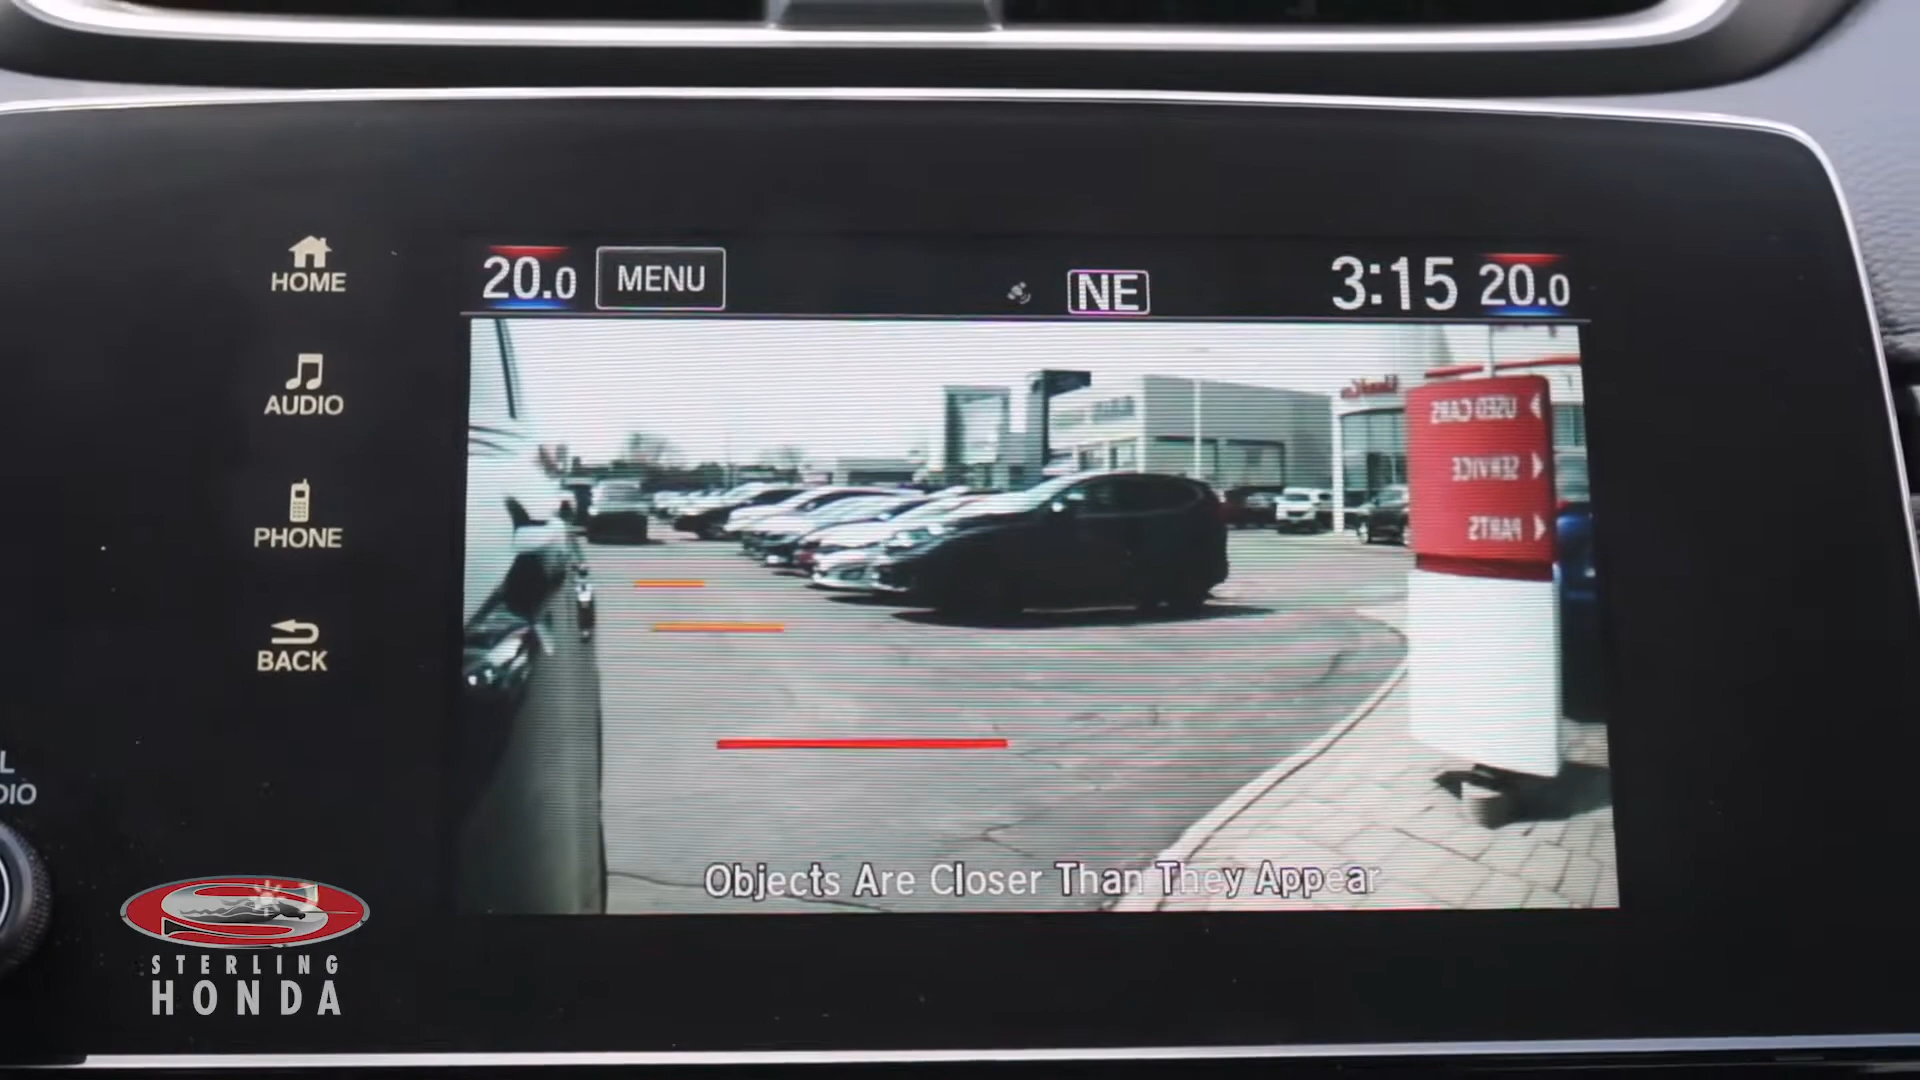 HOME
AUDIO
PHONE
BACK
20.0 MENU NE 3:15 20.0
USED CARS
SERVICE
PARTS
Objects Are Closer Than They Appear
L
DIO
STERLING
HONDA